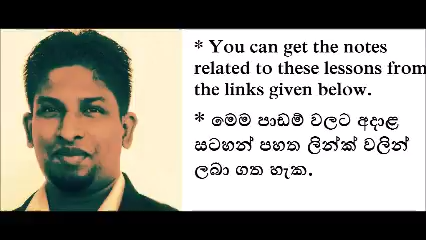 * You can get the notes
related to these lessons from
the links given below.
* මෙම පාඩම් වලට අදාළ
සටහන් පහත ලින්ක් වලින්
ලබා ගත හැක.